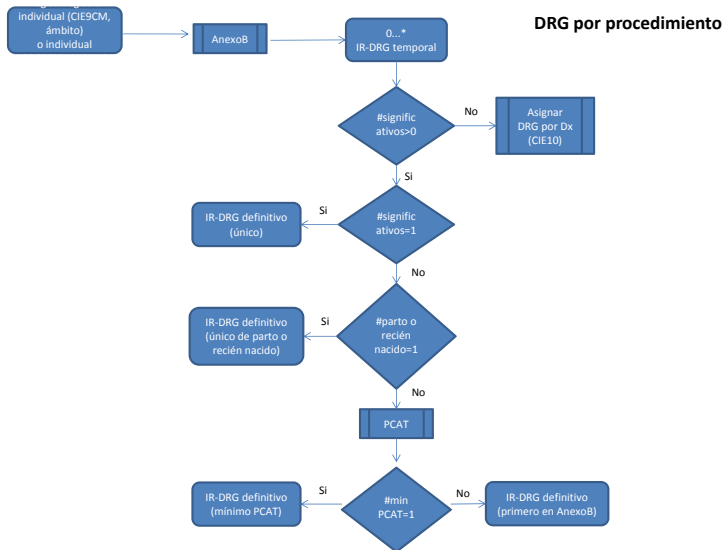 DRG por procedimiento
individual (CIE9CM,
ámbito)
o individual
AnexoB
0...*
IR-DRG temporal
#signific
ativos>0
No
Asignar
DRG por Dx
(CIE10)
Si
IR-DRG definitivo
(único)
Si
#signific
ativos=1
No
IR-DRG definitivo
(único de parto o
recién nacido)
Si
#parto o
recién
nacido=1
No
PCAT
IR-DRG definitivo
(mínimo PCAT)
Si
#min
PCAT=1
No
IR-DRG definitivo
(primero en AnexoB)